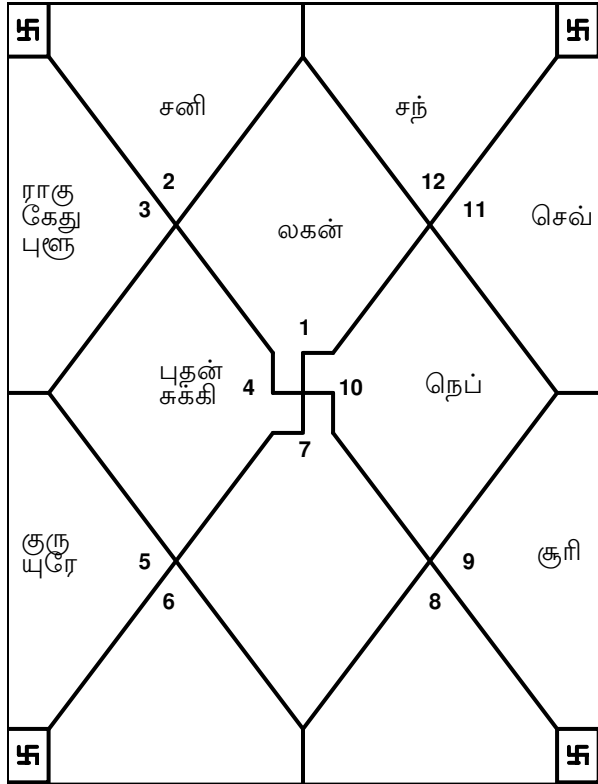 சனி
சந்
2
12
ராகு
கேது
புளூ
3
11
செவ்
லகன்
1
புதன்
சுக்கி
4
10
நெப்
7
குரு
யுரே
5
9
சூரி
6
8